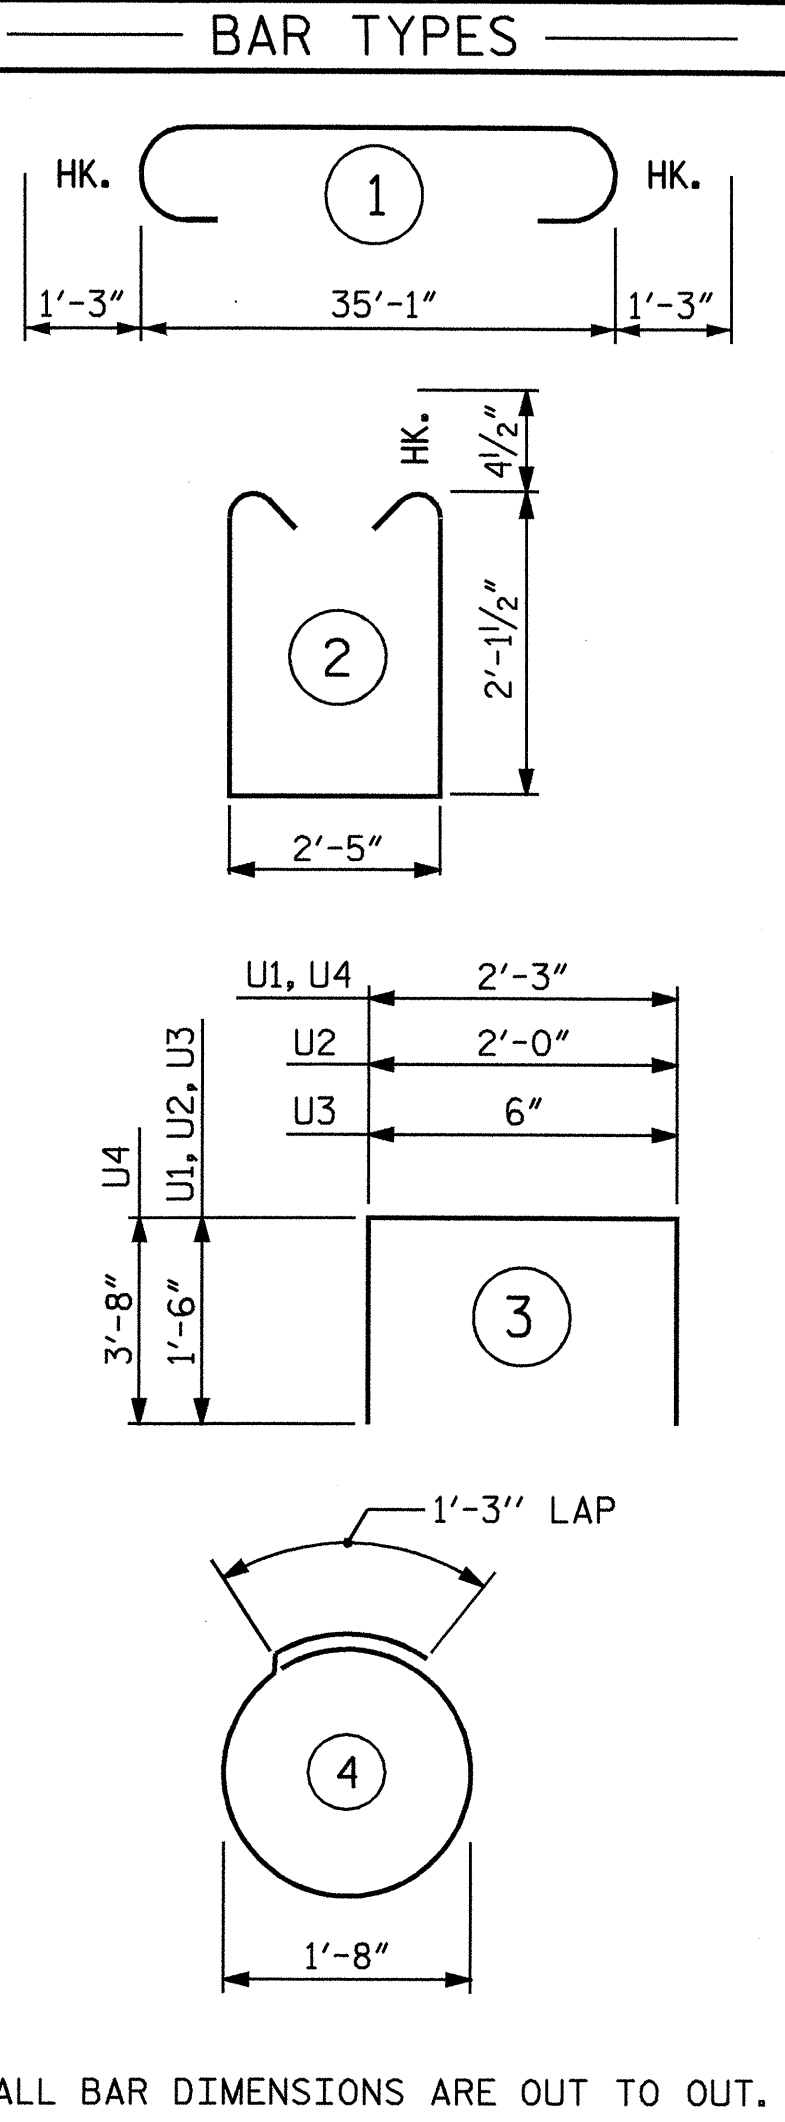 BAR TYPES
HK. 1 HK.
1'-3" 35'-1" 1'-3"
HK. 4½"
2 2'-1½"
2'-5"
U1, U4 2'-3"
U2 2'-0"
U3 6"
U4 U1, U2, U3
3'-8" 1'-6" 3
1'-3'' LAP
4
1'-8"
ALL BAR DIMENSIONS ARE OUT TO OUT.